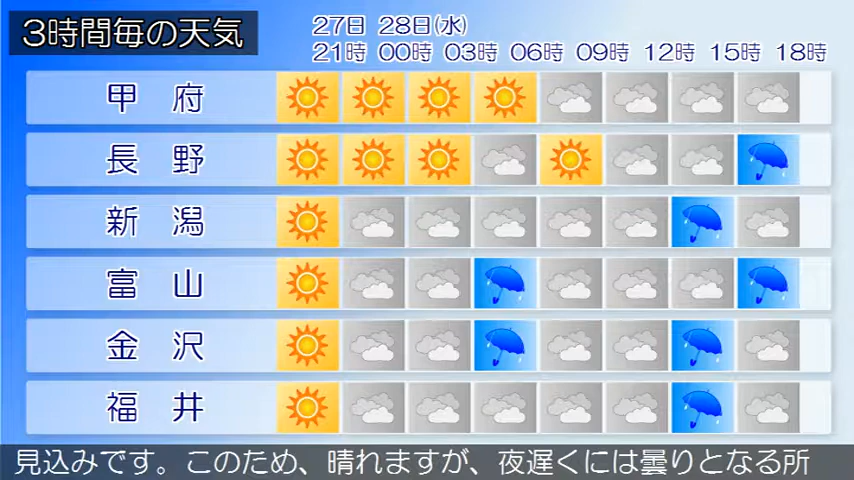 3時間毎の天気
27日 28日(水)
21時 00時 03時 06時 09時 12時 15時 18時
甲 府
長 野
新 潟
富 山
金 沢
福 井
見込みです。このため、晴れますが、夜遅くには曇りとなる所